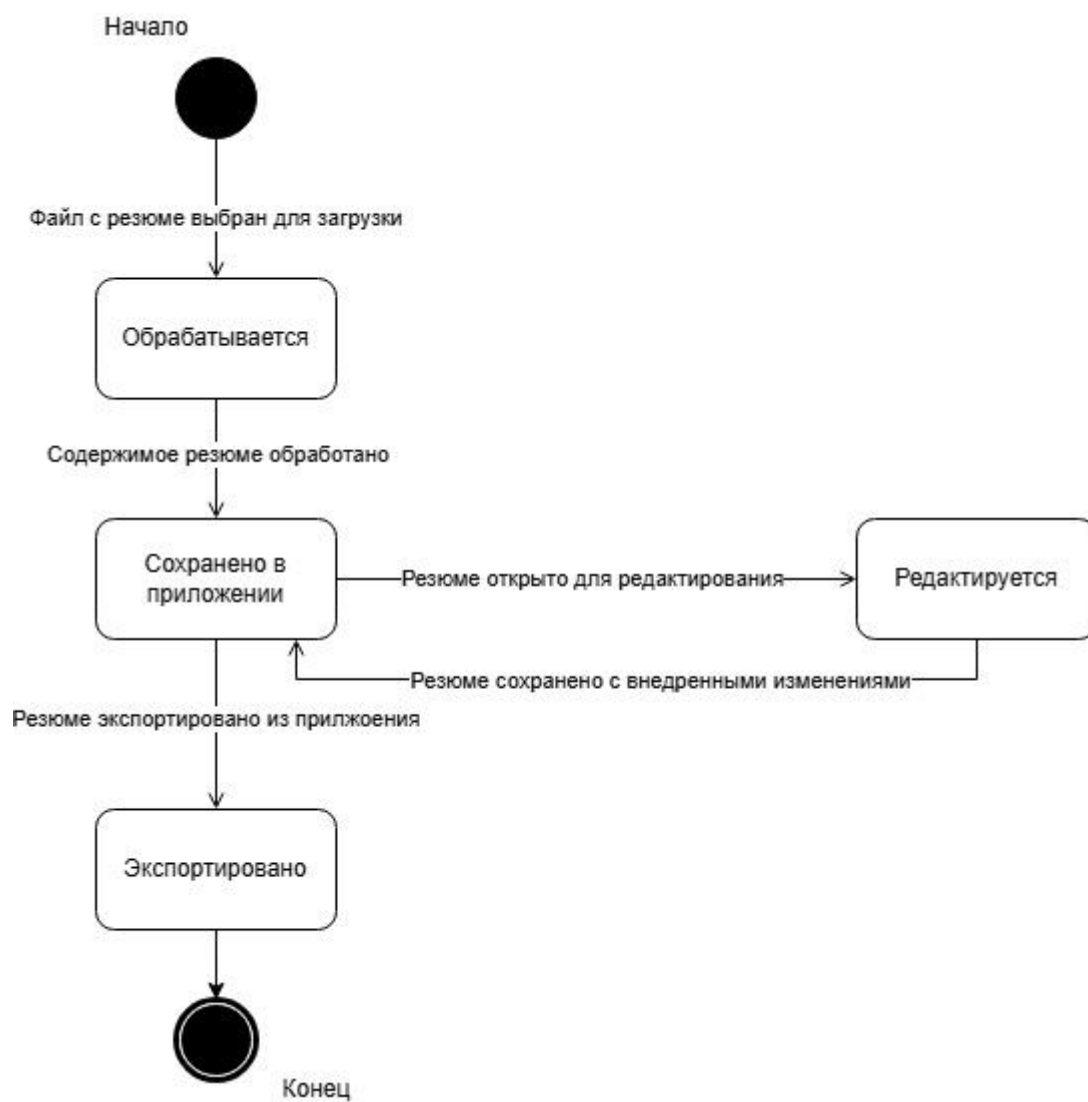 Начало
Файл с резюме выбран для загрузки
Обрабатывается
Содержимое резюме обработано
Сохранено в
приложении
Резюме открыто для редактирования
Редактируется
Резюме сохранено с внедренными изменениями
Резюме экспортировано из прилжоения
Экспортировано
Конец